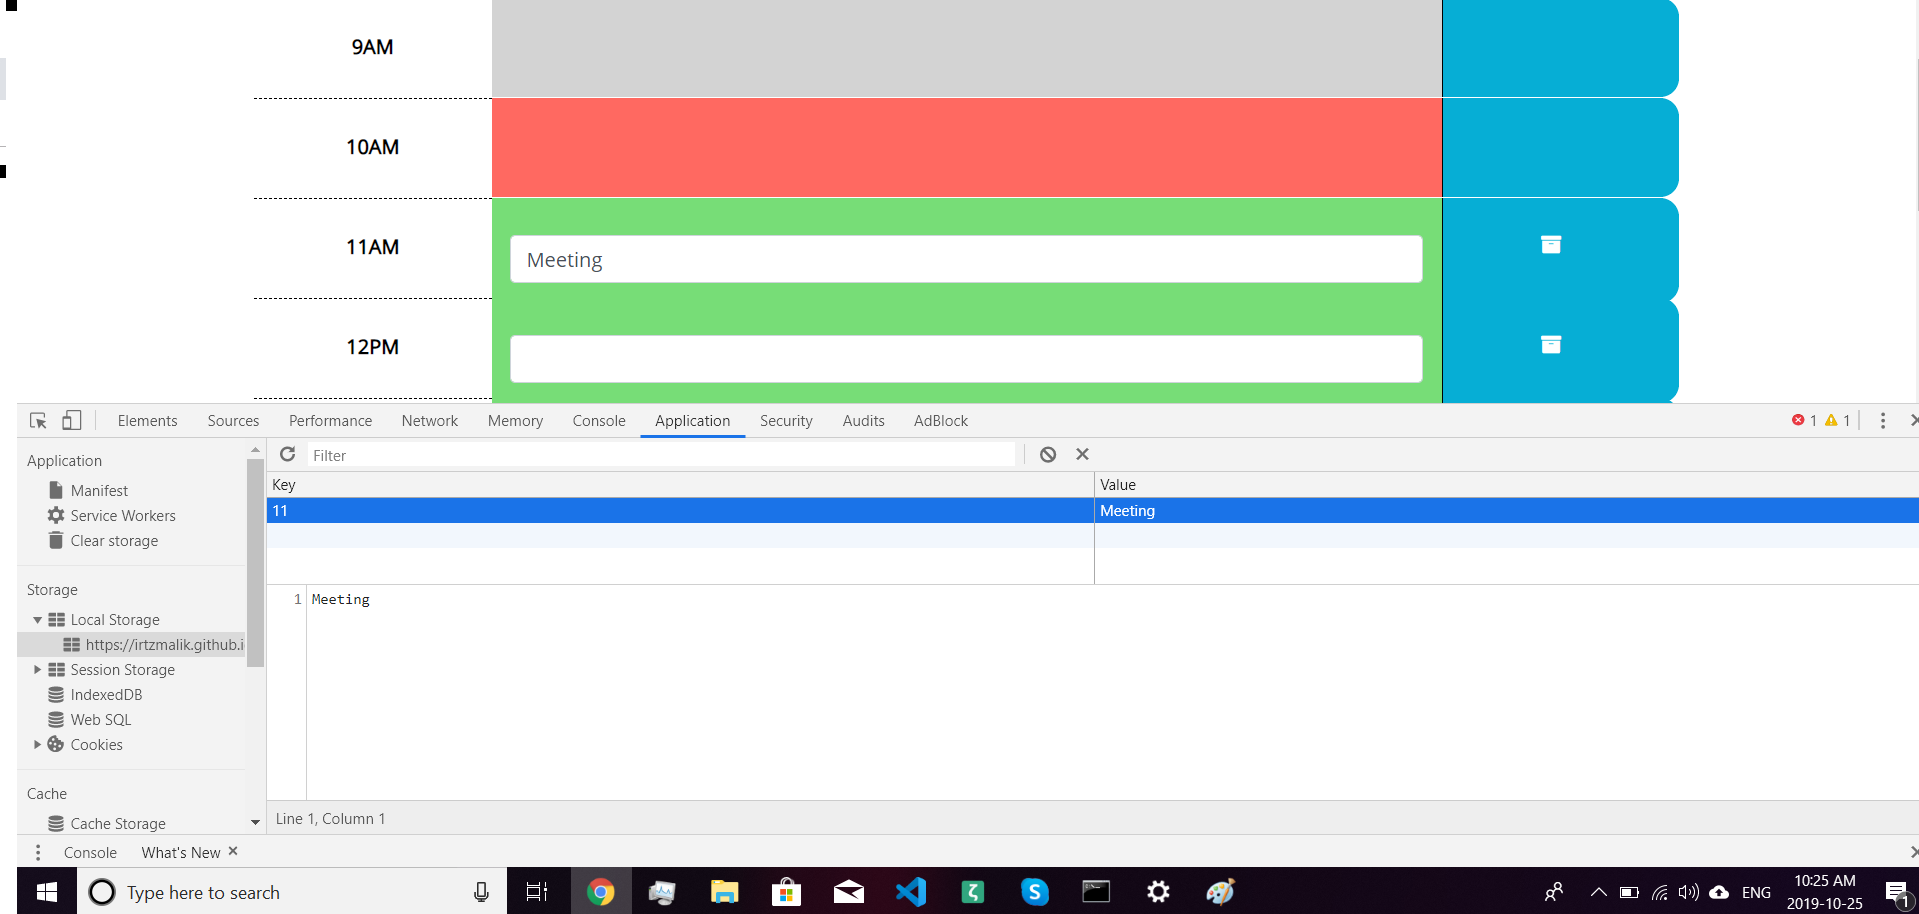 9AM
10AM
11AM
Meeting
12PM
Elements Sources Performance Network Memory Console Application Security Audits AdBlock 1 1
Application
Manifest
Service Workers
Clear storage
Storage
Local Storage
https://irtzmalik.github.i
Session Storage
IndexedDB
Web SQL
Cookies
Cache
Cache Storage
Filter
Key Value
11 Meeting
1 Meeting
Line 1, Column 1
Console What's New
Type here to search
ENG
10:25 AM
2019-10-25
1